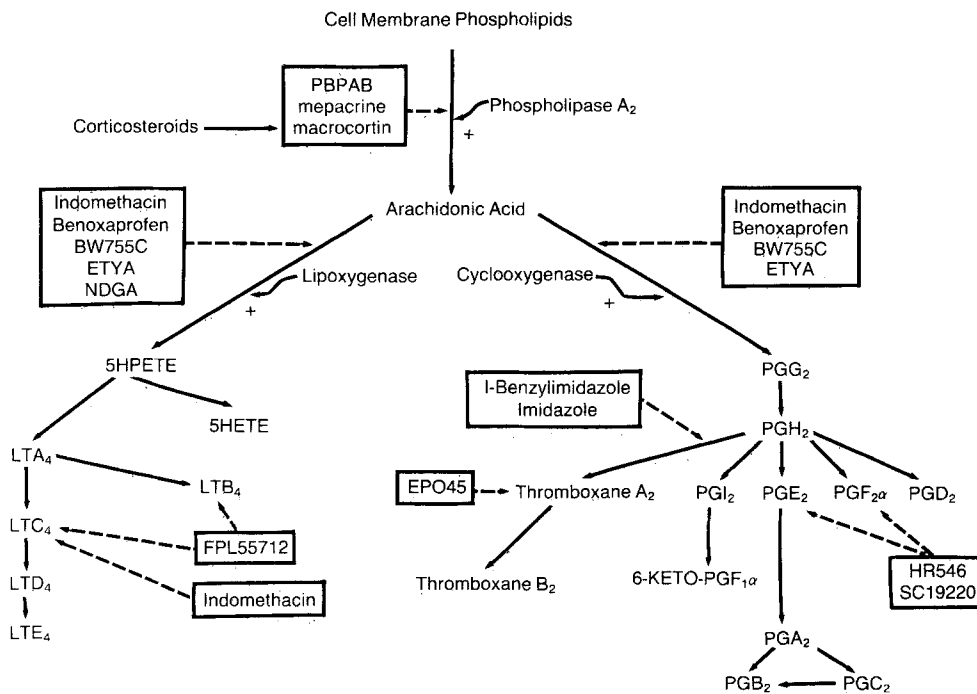 Cell Membrane Phospholipids
PBPAB
mepacrine
macrocortin
Corticosteroids
Phospholipase A₂
+
Arachidonic Acid
Indomethacin
Benoxaprofen
BW755C
ETYA
NDGA
Indomethacin
Benoxaprofen
BW755C
ETYA
Lipoxygenase
+
Cyclooxygenase
+
5HPETE
PGG₂
I-Benzylimidazole
Imidazole
5HETE
PGH₂
LTA₄
LTB₄
EPO45
Thromboxane A₂
PGI₂
PGE₂
PGF₂α
PGD₂
LTC₄
FPL55712
LTD₄
Indomethacin
Thromboxane B₂
6-KETO-PGF₁α
HR546
SC19220
LTE₄
PGA₂
PGB₂
PGC₂